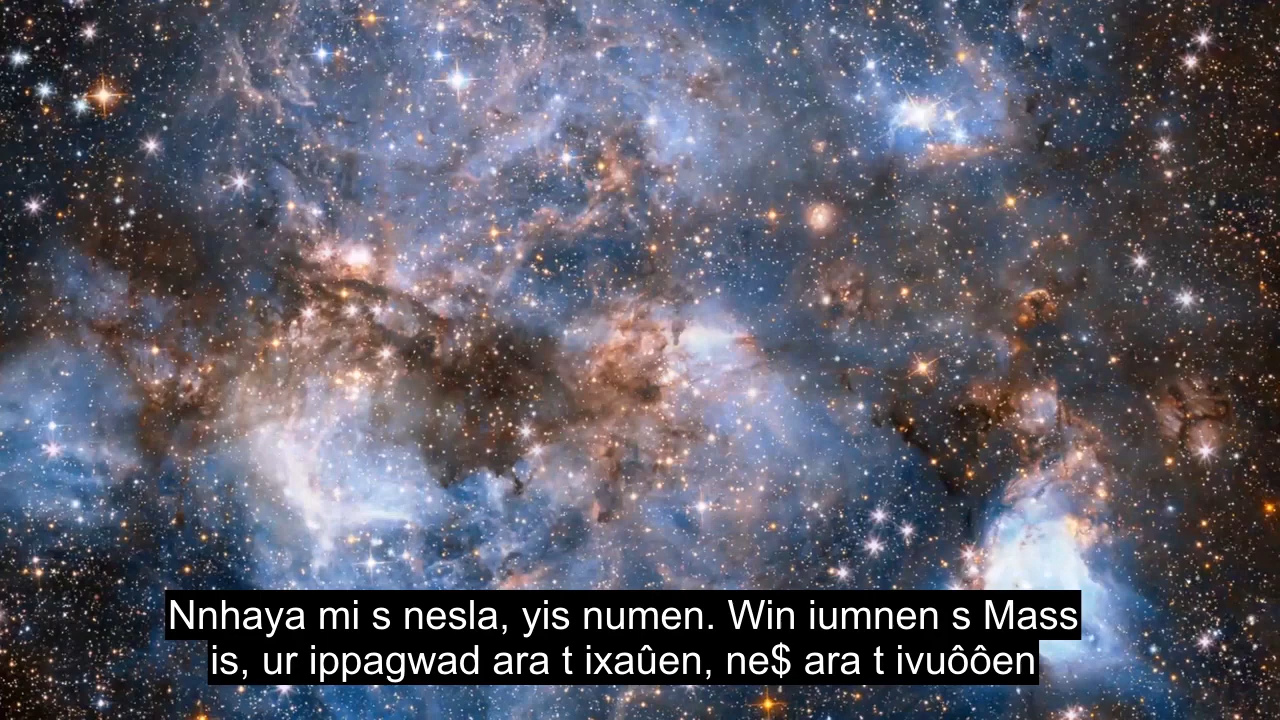 Nnhaya mi s nesla, yis numen. Win iumnen s Mass
is, ur ippagwad ara t ixaûen, ne$ ara t ivuôôen